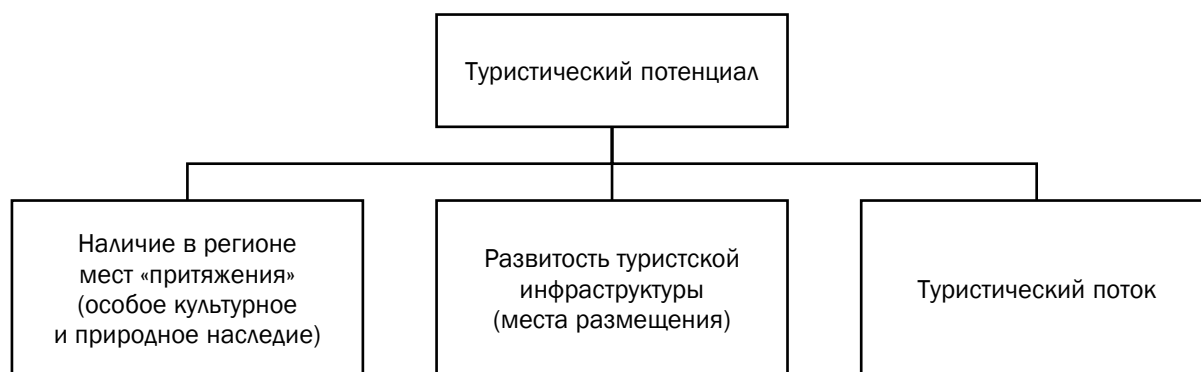 Туристический потенциал
Наличие в регионе
мест «притяжения»
(особое культурное
и природное наследие)
Развитость туристской
инфраструктуры
(места размещения)
Туристический поток